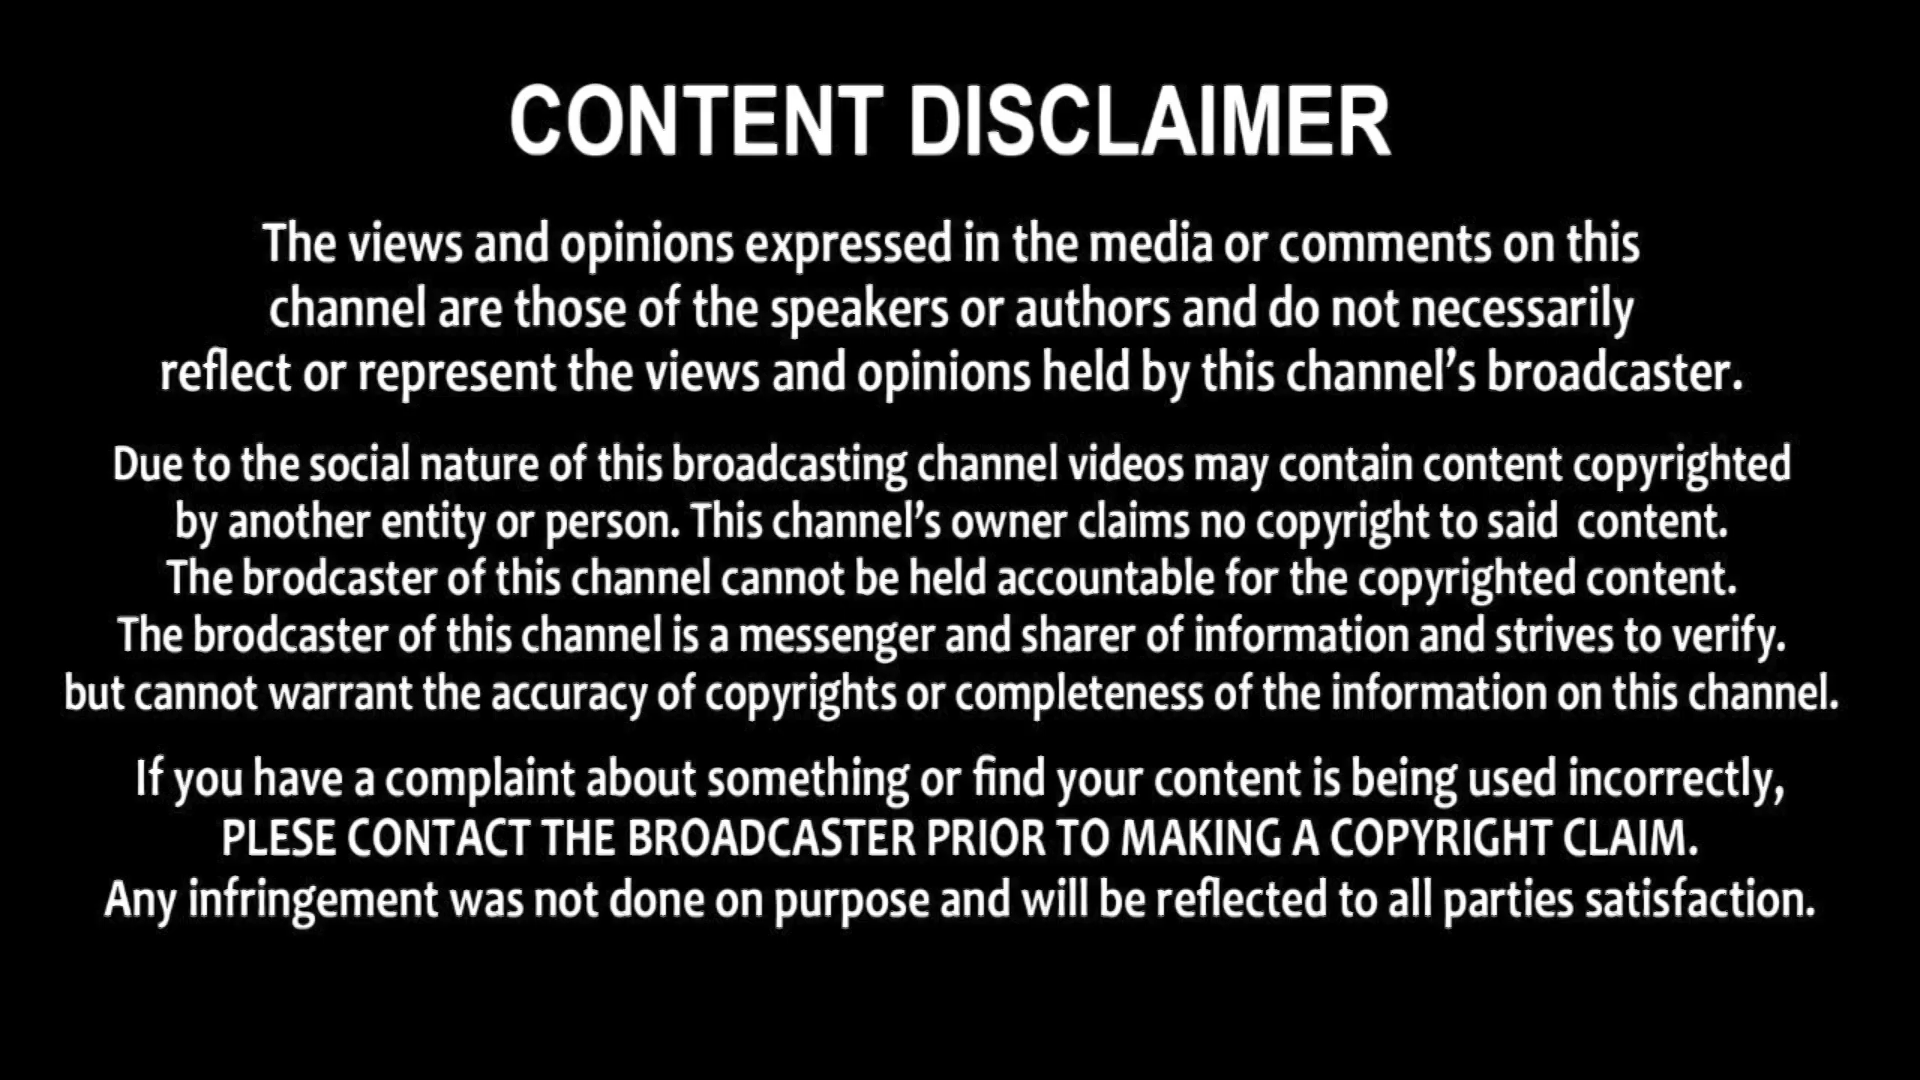 CONTENT DISCLAIMER
The views and opinions expressed in the media or comments on this
channel are those of the speakers or authors and do not necessarily
reflect or represent the views and opinions held by this channel’s broadcaster.
Due to the social nature of this broadcasting channel videos may contain content copyrighted
by another entity or person. This channel’s owner claims no copyright to said content.
The brodcaster of this channel cannot be held accountable for the copyrighted content.
The brodcaster of this channel is a messenger and sharer of information and strives to verify.
but cannot warrant the accuracy of copyrights or completeness of the information on this channel.
If you have a complaint about something or find your content is being used incorrectly,
PLESE CONTACT THE BROADCASTER PRIOR TO MAKING A COPYRIGHT CLAIM.
Any infringement was not done on purpose and will be reflected to all parties satisfaction.